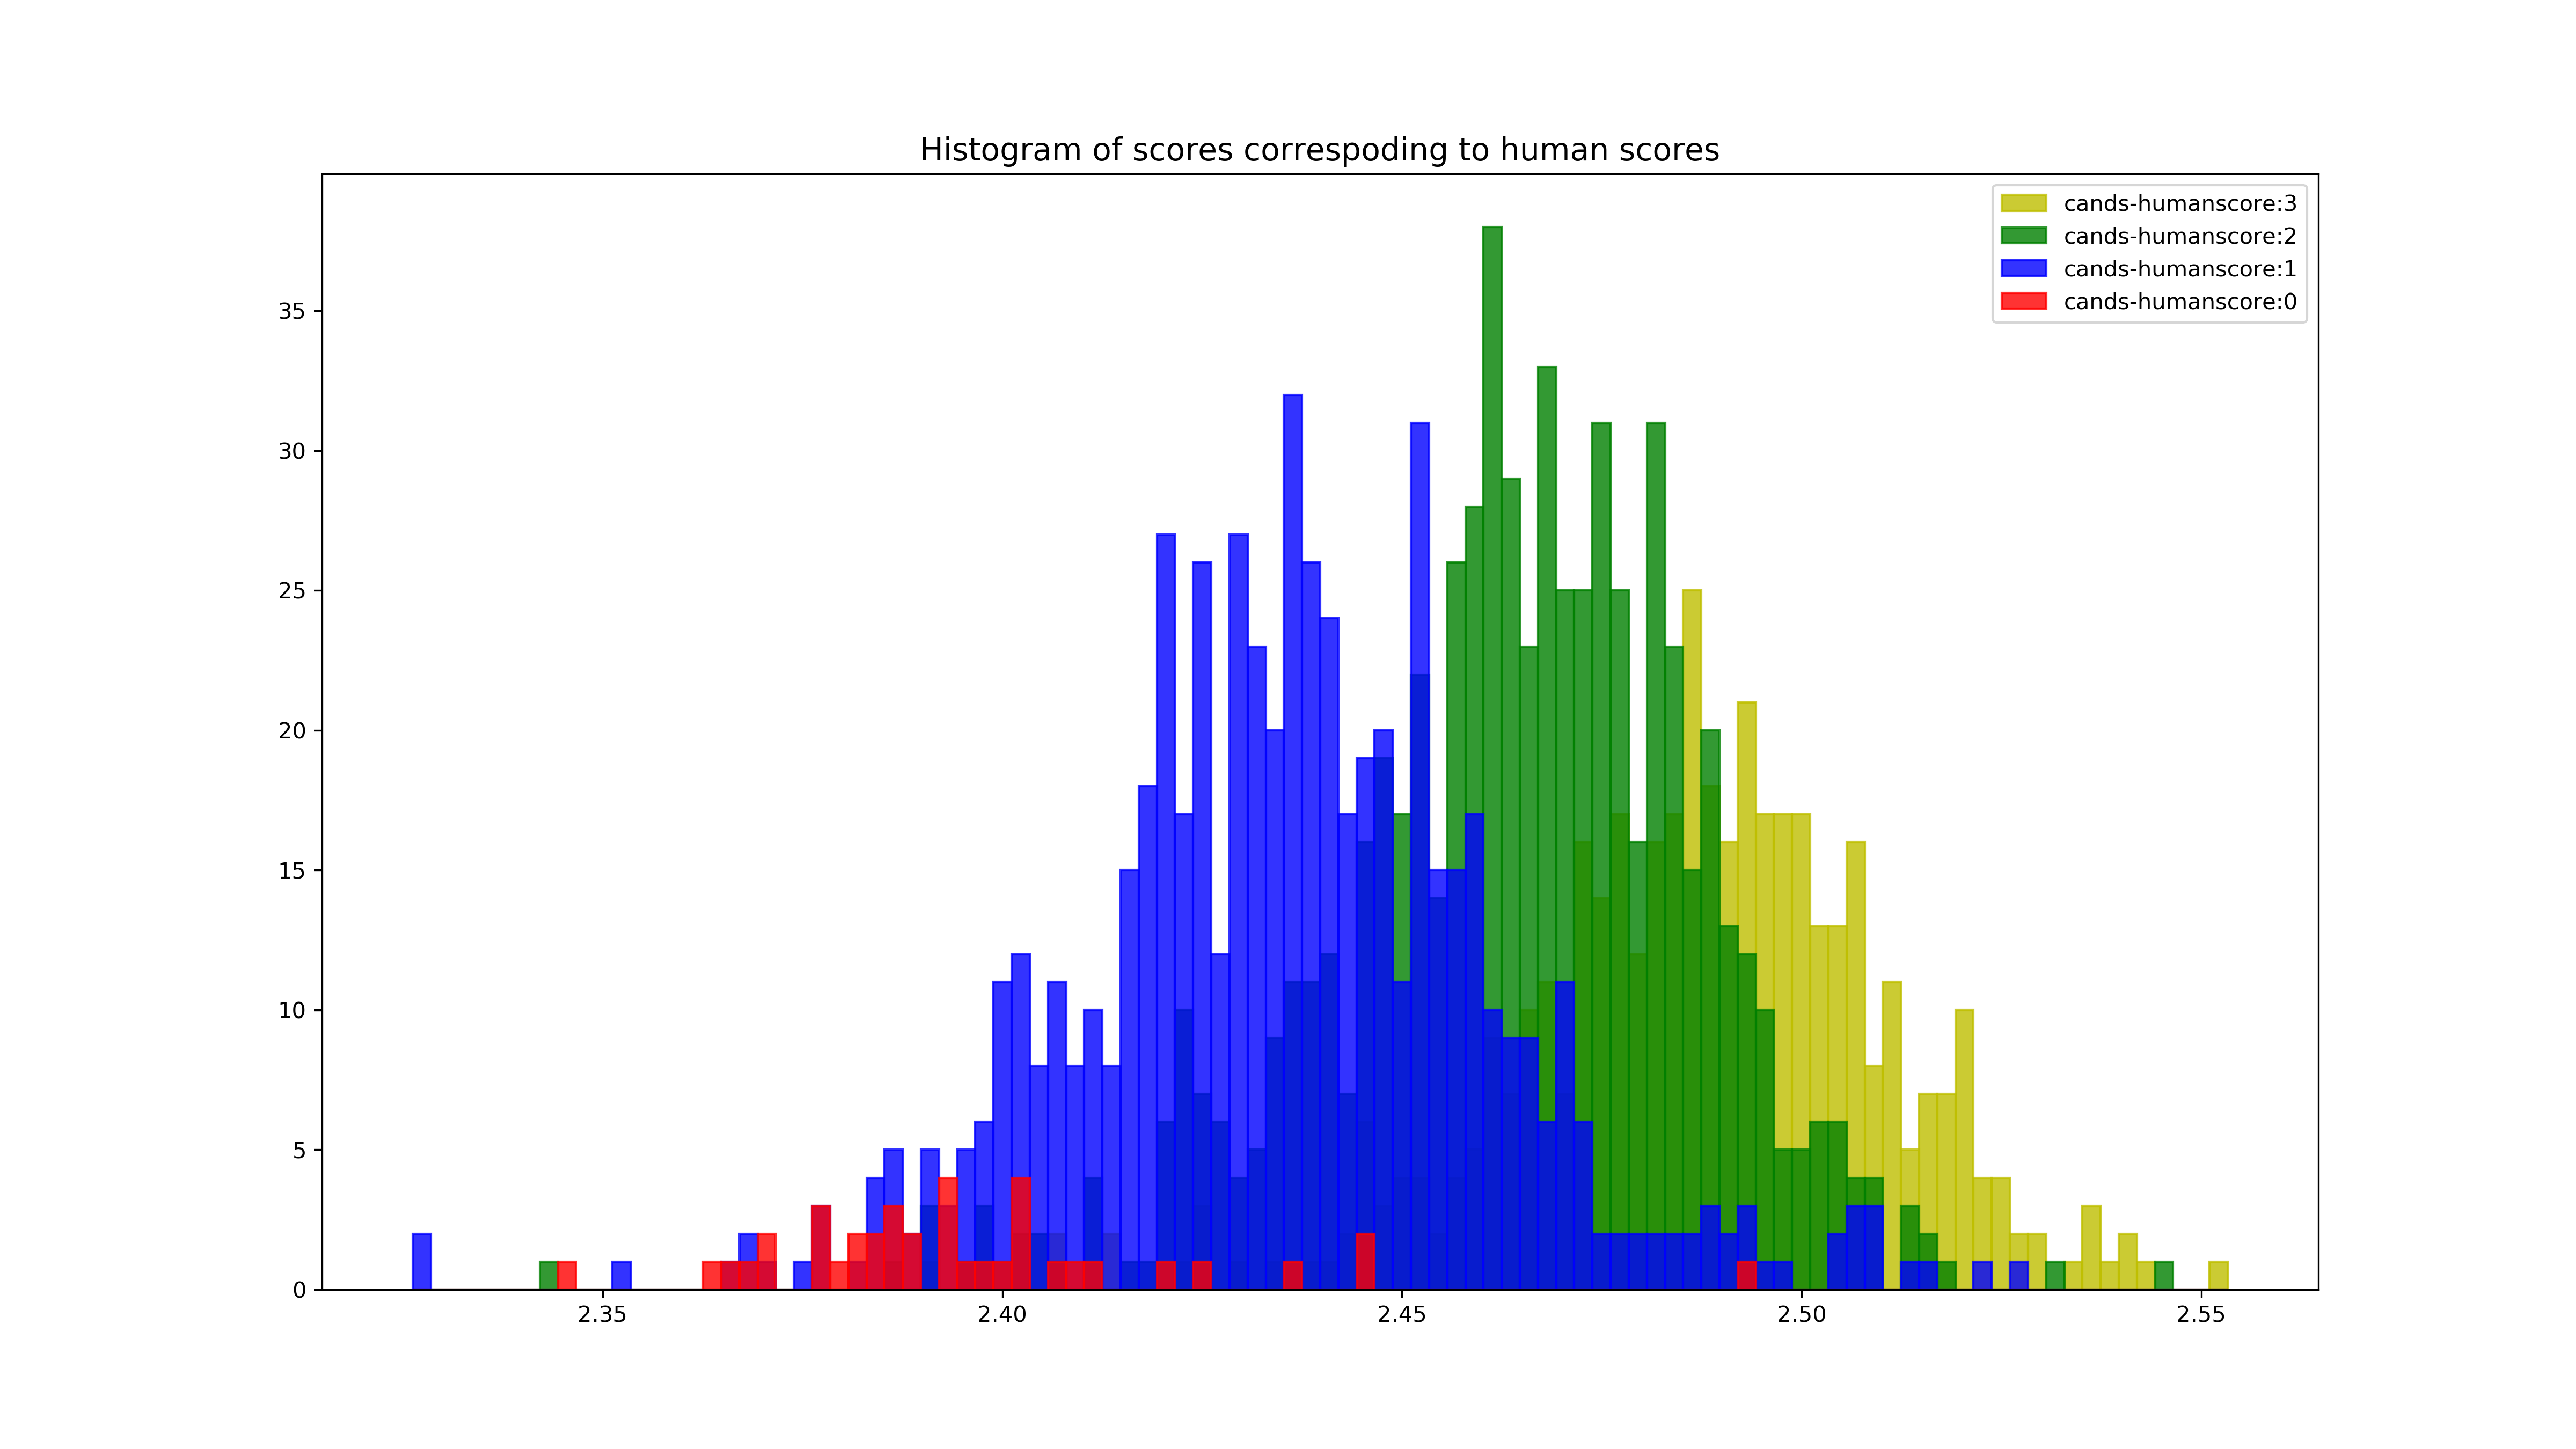 Histogram of scores correspoding to human scores
cands-humanscore:3
cands-humanscore:2
cands-humanscore:1
cands-humanscore:0
35
30
25
20
15
10
5
0
2.35 2.40 2.45 2.50 2.55